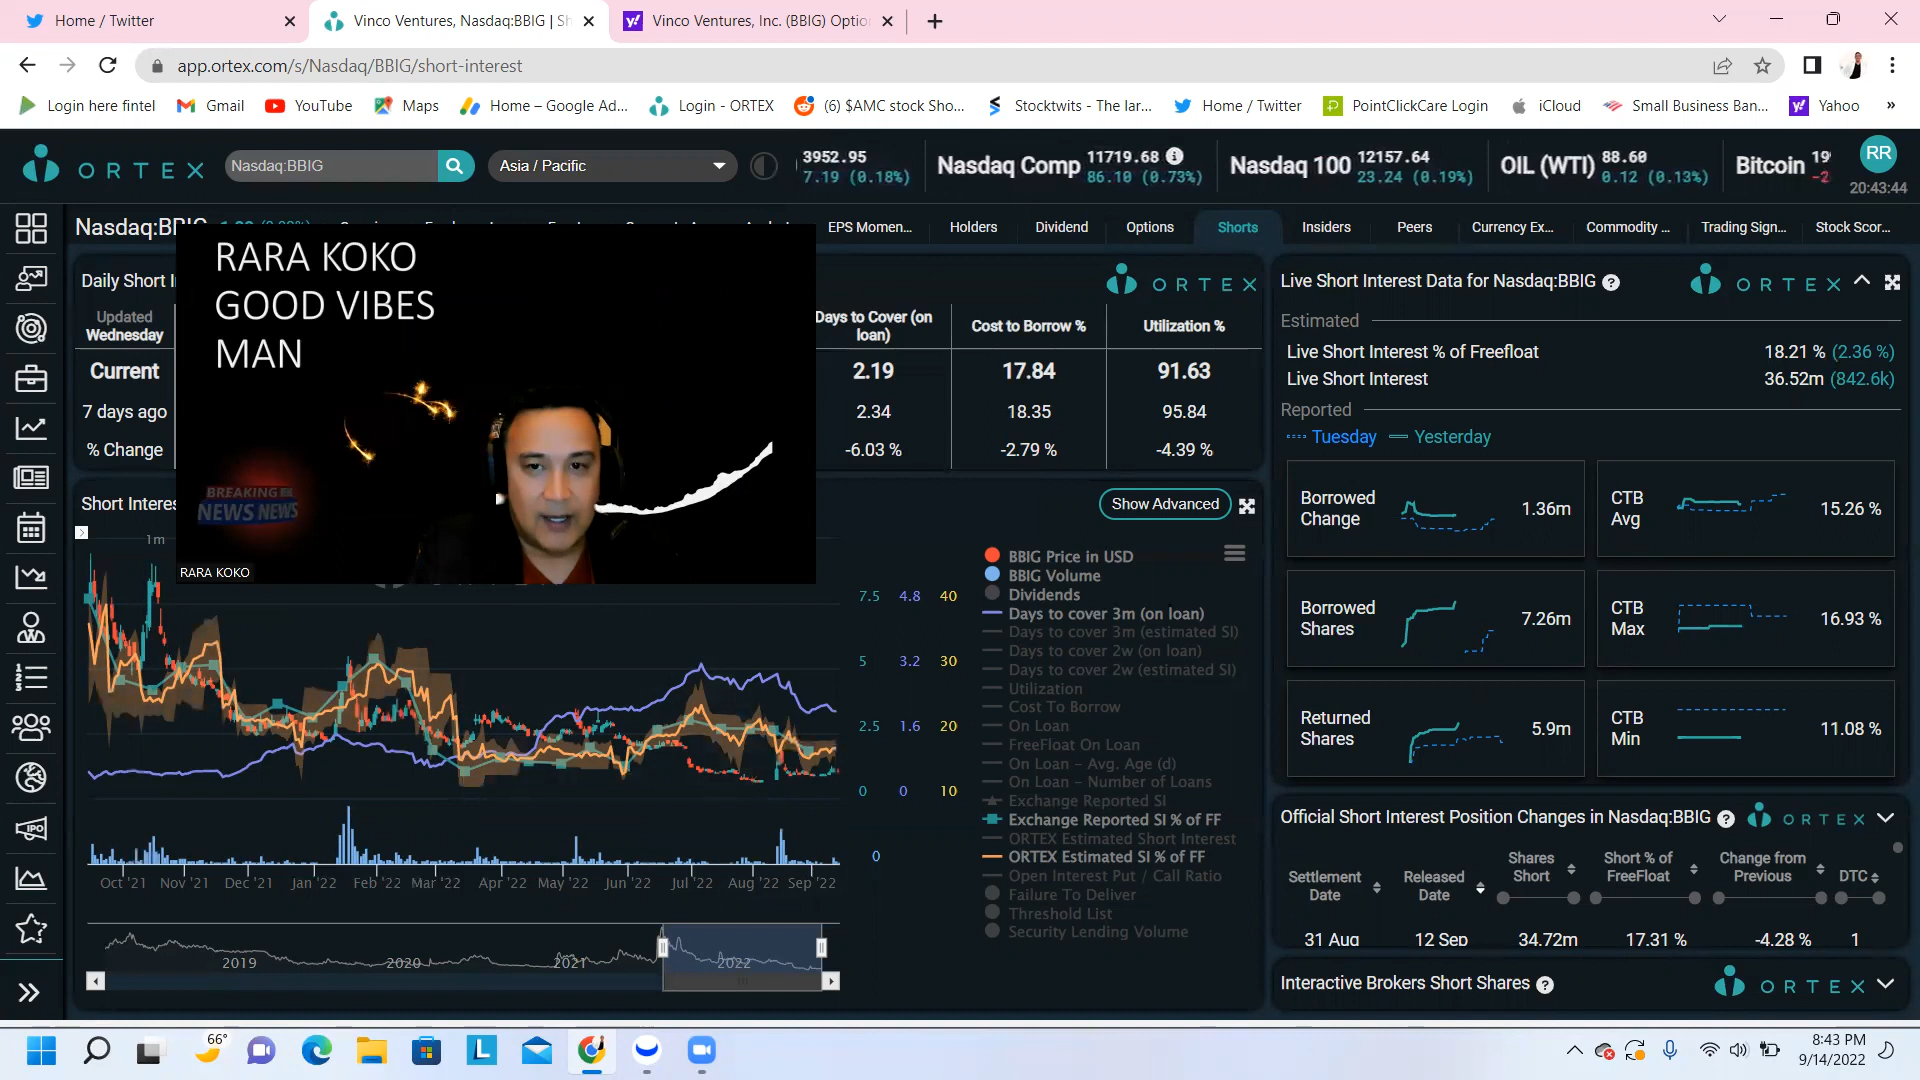 Home / Twitter
Vinco Ventures, Nasdaq:BBIG | Sh
Vinco Ventures, Inc. (BBIG) Optio
app.ortex.com/s/Nasdaq/BBIG/short-interest
Login here fintel
Gmail
YouTube
Maps
Home – Google Ad...
Login - ORTEX
(6) $AMC stock Sho...
Stocktwits - The lar...
Home / Twitter
PointClickCare Login
iCloud
Small Business Ban...
Yahoo
»
ORTEX
Nasdaq:BBIG
Asia / Pacific
3952.95
7.19 (0.18%)
Nasdaq Comp 11719.68
86.10 (0.73%)
Nasdaq 100 12157.64
23.24 (0.19%)
OIL (WTI) 88.60
0.12 (0.13%)
Bitcoin 19
-2
RR
20:43:44
Nasdaq:BBIG
EPS Momen...
Holders
Dividend
Options
Shorts
Insiders
Peers
Currency Ex...
Commodity ...
Trading Sign...
Stock Scor...
RARA KOKO
GOOD VIBES
MAN
BREAKING
NEWS NEWS
RARA KOKO
Daily Short I
ORTEX
Updated
Wednesday
Days to Cover (on loan)
Cost to Borrow %
Utilization %
Current
2.19
17.84
91.63
7 days ago
2.34
18.35
95.84
% Change
-6.03 %
-2.79 %
-4.39 %
Short Interes
Show Advanced
1m
7.5 4.8 40
5 3.2 30
2.5 1.6 20
0 0 10
0
BBIG Price in USD
BBIG Volume
Dividends
Days to cover 3m (on loan)
Days to cover 3m (estimated SI)
Days to cover 2w (on loan)
Days to cover 2w (estimated SI)
Utilization
Cost To Borrow
On Loan
FreeFloat On Loan
On Loan - Avg. Age (d)
On Loan - Number of Loans
Exchange Reported SI
Exchange Reported SI % of FF
ORTEX Estimated Short Interest
ORTEX Estimated SI % of FF
Open Interest Put / Call Ratio
Failure To Deliver
Threshold List
Security Lending Volume
Oct '21 Nov '21 Dec '21 Jan '22 Feb '22 Mar '22 Apr '22 May '22 Jun '22 Jul '22 Aug '22 Sep '22
2019 2020 2021 2022
Live Short Interest Data for Nasdaq:BBIG
ORTEX
Estimated
Live Short Interest % of Freefloat 18.21 % (2.36 %)
Live Short Interest 36.52m (842.6k)
Reported
Tuesday Yesterday
Borrowed Change 1.36m
CTB Avg 15.26 %
Borrowed Shares 7.26m
CTB Max 16.93 %
Returned Shares 5.9m
CTB Min 11.08 %
Official Short Interest Position Changes in Nasdaq:BBIG
ORTEX
Settlement Date
Released Date
Shares Short
Short % of FreeFloat
Change from Previous
DTC
31 Aug 12 Sep 34.72m 17.31 % -4.28 % 1
Interactive Brokers Short Shares
ORTEX
IPO
66°
8:43 PM
9/14/2022